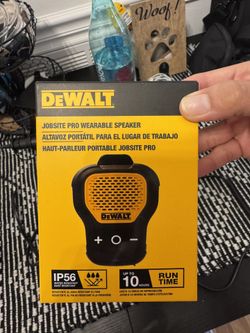 Woof!
DEWALT
JOBSITE PRO WEARABLE SPEAKER
ALTAVOZ PORTÁTIL PARA EL LUGAR DE TRABAJO
HAUT-PARLEUR PORTABLE JOBSITE PRO
DEWALT
IP56
UP TO
10
HOURS
RUN
TIME